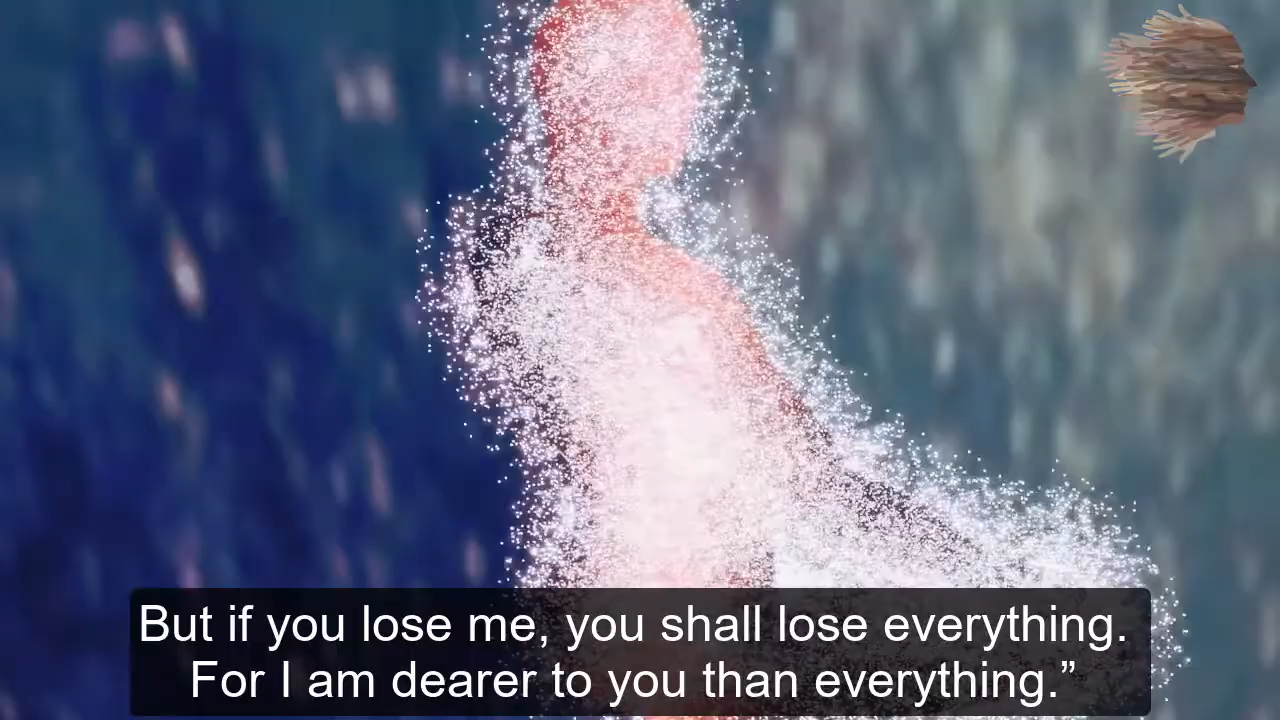 But if you lose me, you shall lose everything.
For I am dearer to you than everything.”